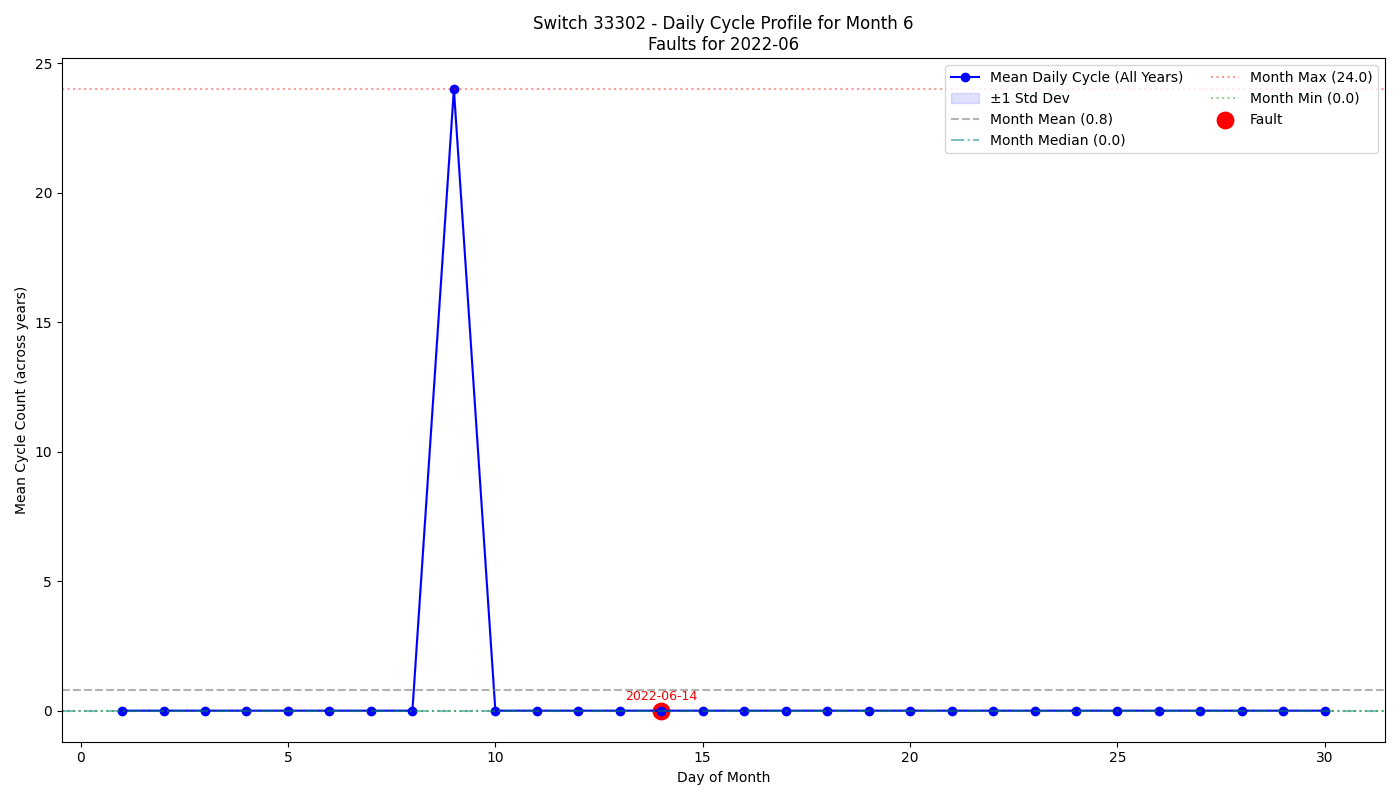 Switch 33302 - Daily Cycle Profile for Month 6
Faults for 2022-06
Mean Daily Cycle (All Years)
±1 Std Dev
Month Mean (0.8)
Month Median (0.0)
Month Max (24.0)
Month Min (0.0)
Fault
25
20
15
10
5
0
Mean Cycle Count (across years)
2022-06-14
0
5
10
15
20
25
30
Day of Month